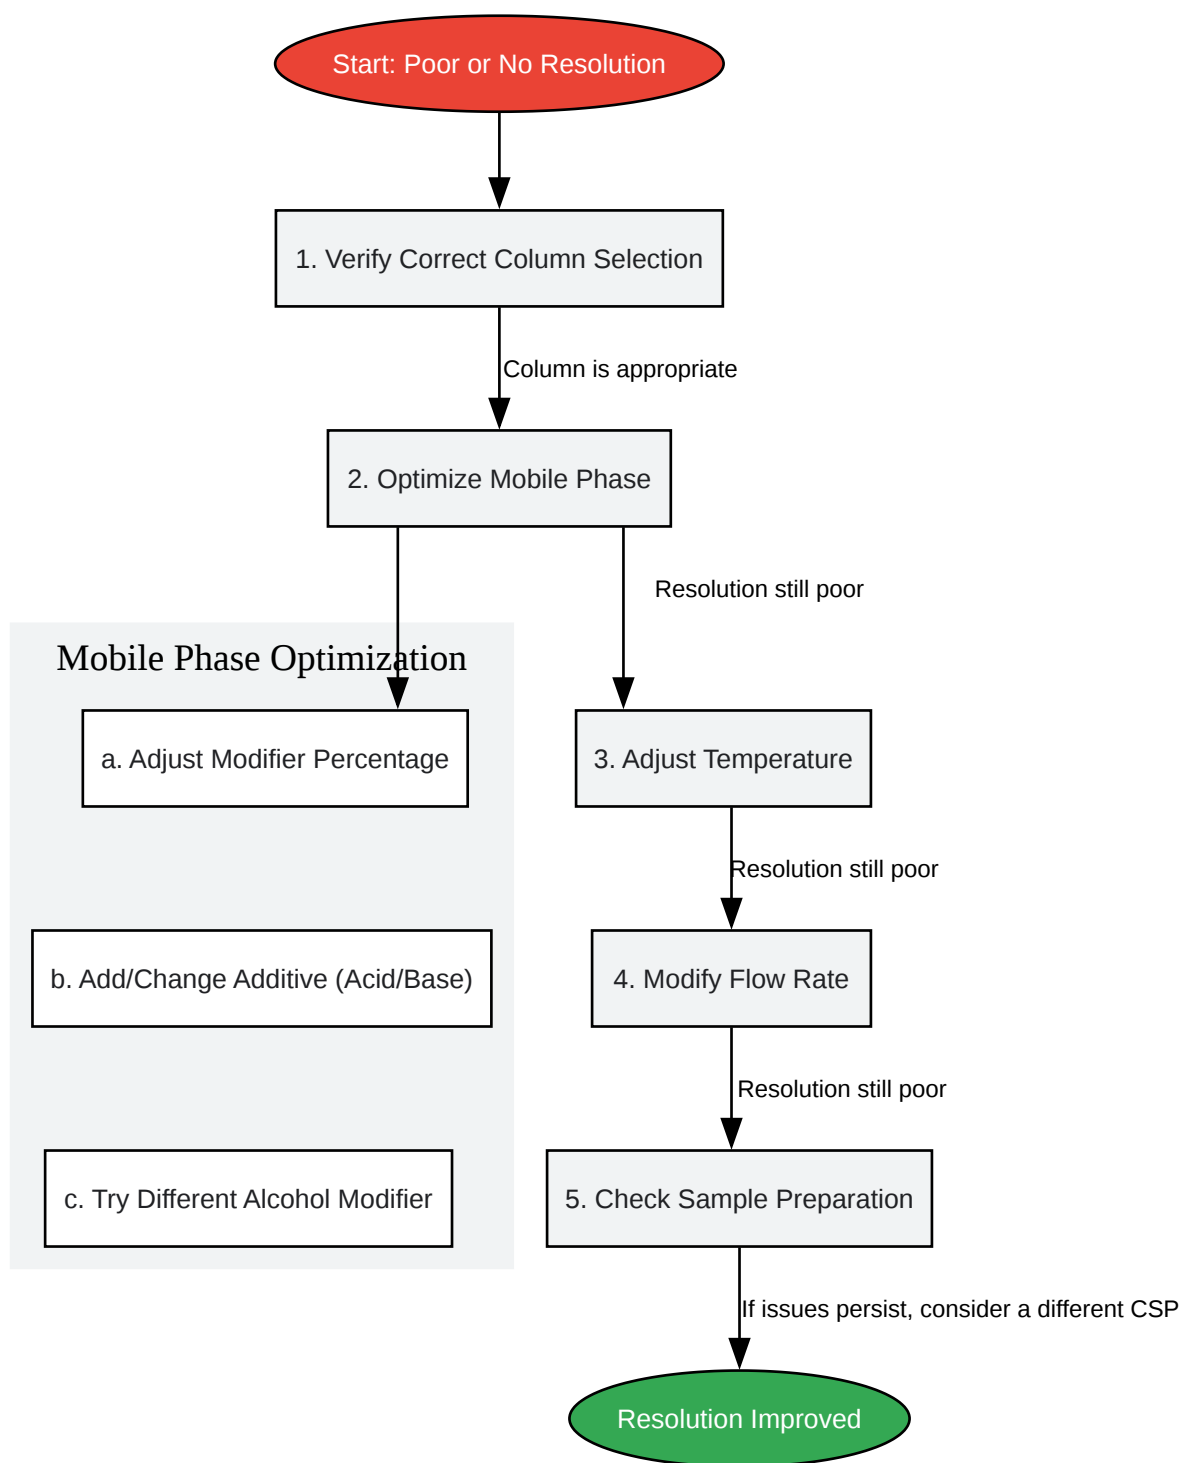 Start: Poor or No Resolution
1. Verify Correct Column Selection
Column is appropriate
2. Optimize Mobile Phase
Resolution still poor
Mobile Phase Optimization
a. Adjust Modifier Percentage
3. Adjust Temperature
Resolution still poor
b. Add/Change Additive (Acid/Base)
4. Modify Flow Rate
Resolution still poor
c. Try Different Alcohol Modifier
5. Check Sample Preparation
If issues persist, consider a different CSP
Resolution Improved